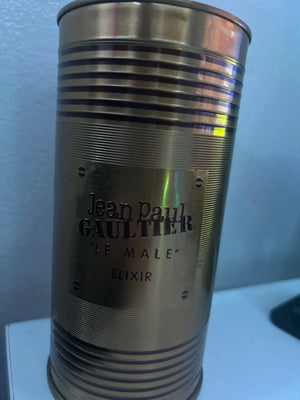 Jean Paul
GAULTIER
"LE MALE"
ELIXIR